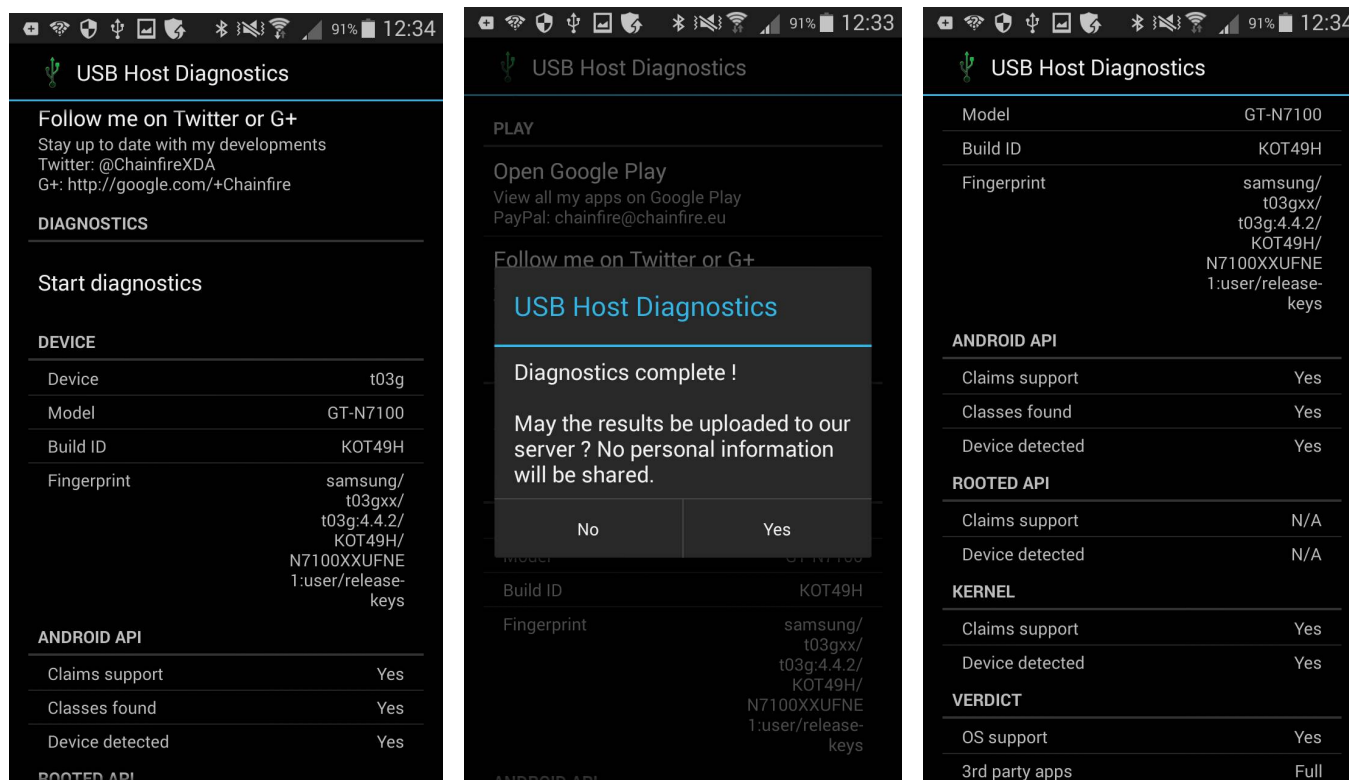 91% 12:34
USB Host Diagnostics
Follow me on Twitter or G+
Stay up to date with my developments
Twitter: @ChainfireXDA
G+: http://google.com/+Chainfire
DIAGNOSTICS
Start diagnostics
DEVICE
Device t03g
Model GT-N7100
Build ID KOT49H
Fingerprint samsung/
t03gxx/
t03g:4.4.2/
KOT49H/
N7100XXUFNE
1:user/release-
keys
ANDROID API
Claims support Yes
Classes found Yes
Device detected Yes
ROOTED API
91% 12:33
USB Host Diagnostics
PLAY
Open Google Play
View all my apps on Google Play
PayPal: chainfire@chainfire.eu
Follow me on Twitter or G+
USB Host Diagnostics
Diagnostics complete !
May the results be uploaded to our
server ? No personal information
will be shared.
No Yes
Model GT-N7100
Build ID KOT49H
Fingerprint samsung/
t03gxx/
t03g:4.4.2/
KOT49H/
N7100XXUFNE
1:user/release-
keys
ANDROID API
91% 12:34
USB Host Diagnostics
Model GT-N7100
Build ID KOT49H
Fingerprint samsung/
t03gxx/
t03g:4.4.2/
KOT49H/
N7100XXUFNE
1:user/release-
keys
ANDROID API
Claims support Yes
Classes found Yes
Device detected Yes
ROOTED API
Claims support N/A
Device detected N/A
KERNEL
Claims support Yes
Device detected Yes
VERDICT
OS support Yes
3rd party apps Full